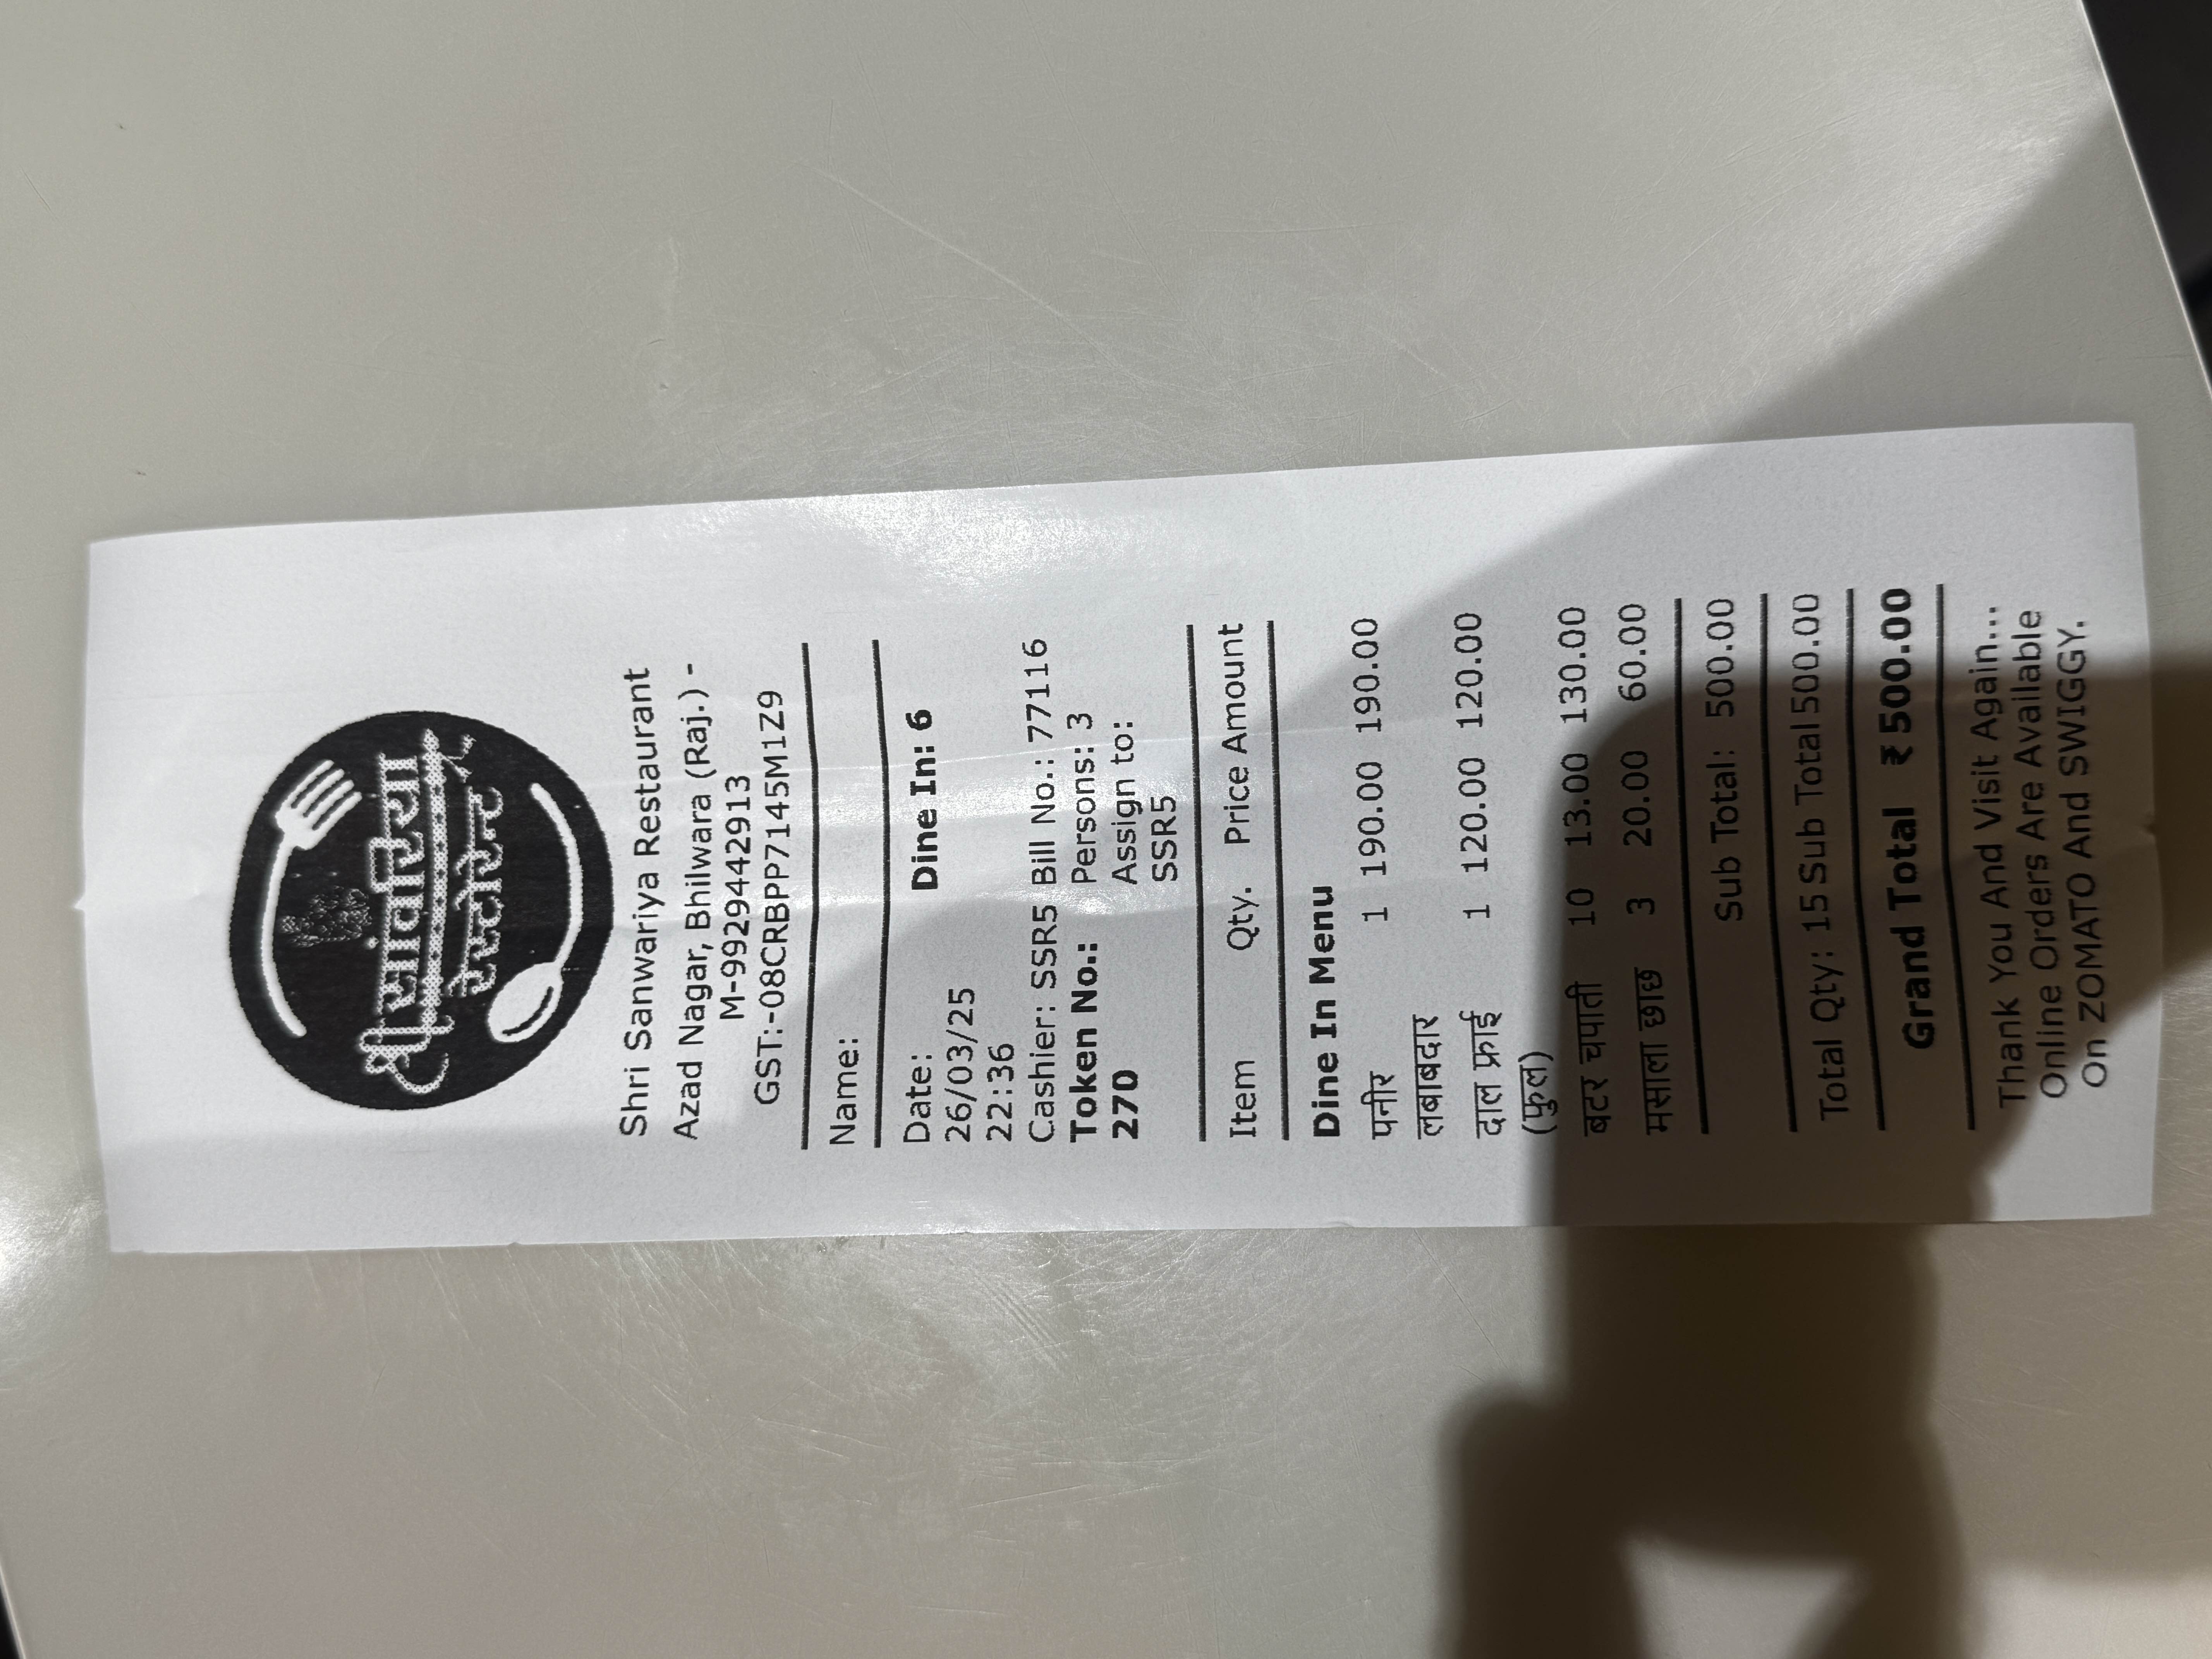 श्री सांवरिया
रेस्टोरेन्ट
Shri Sanwariya Restaurant
Azad Nagar, Bhilwara (Raj.) -
M-9929442913
GST:-08CRBPP7145M1Z9
Name:
Date: Dine In: 6
26/03/25
22:36
Cashier: SSR5 Bill No.: 77116
Token No.: Persons: 3
270 Assign to:
SSR5
Item Qty. Price Amount
Dine In Menu
पनीर 1 190.00 190.00
लबाबदार
दाल फ्राई 1 120.00 120.00
(फुल)
बटर चपाती 10 13.00 130.00
मसाला छाछ 3 20.00 60.00
Sub Total: 500.00
Total Qty: 15 Sub Total 500.00
Grand Total ₹500.00
Thank You And Visit Again...
Online Orders Are Available
On ZOMATO And SWIGGY.